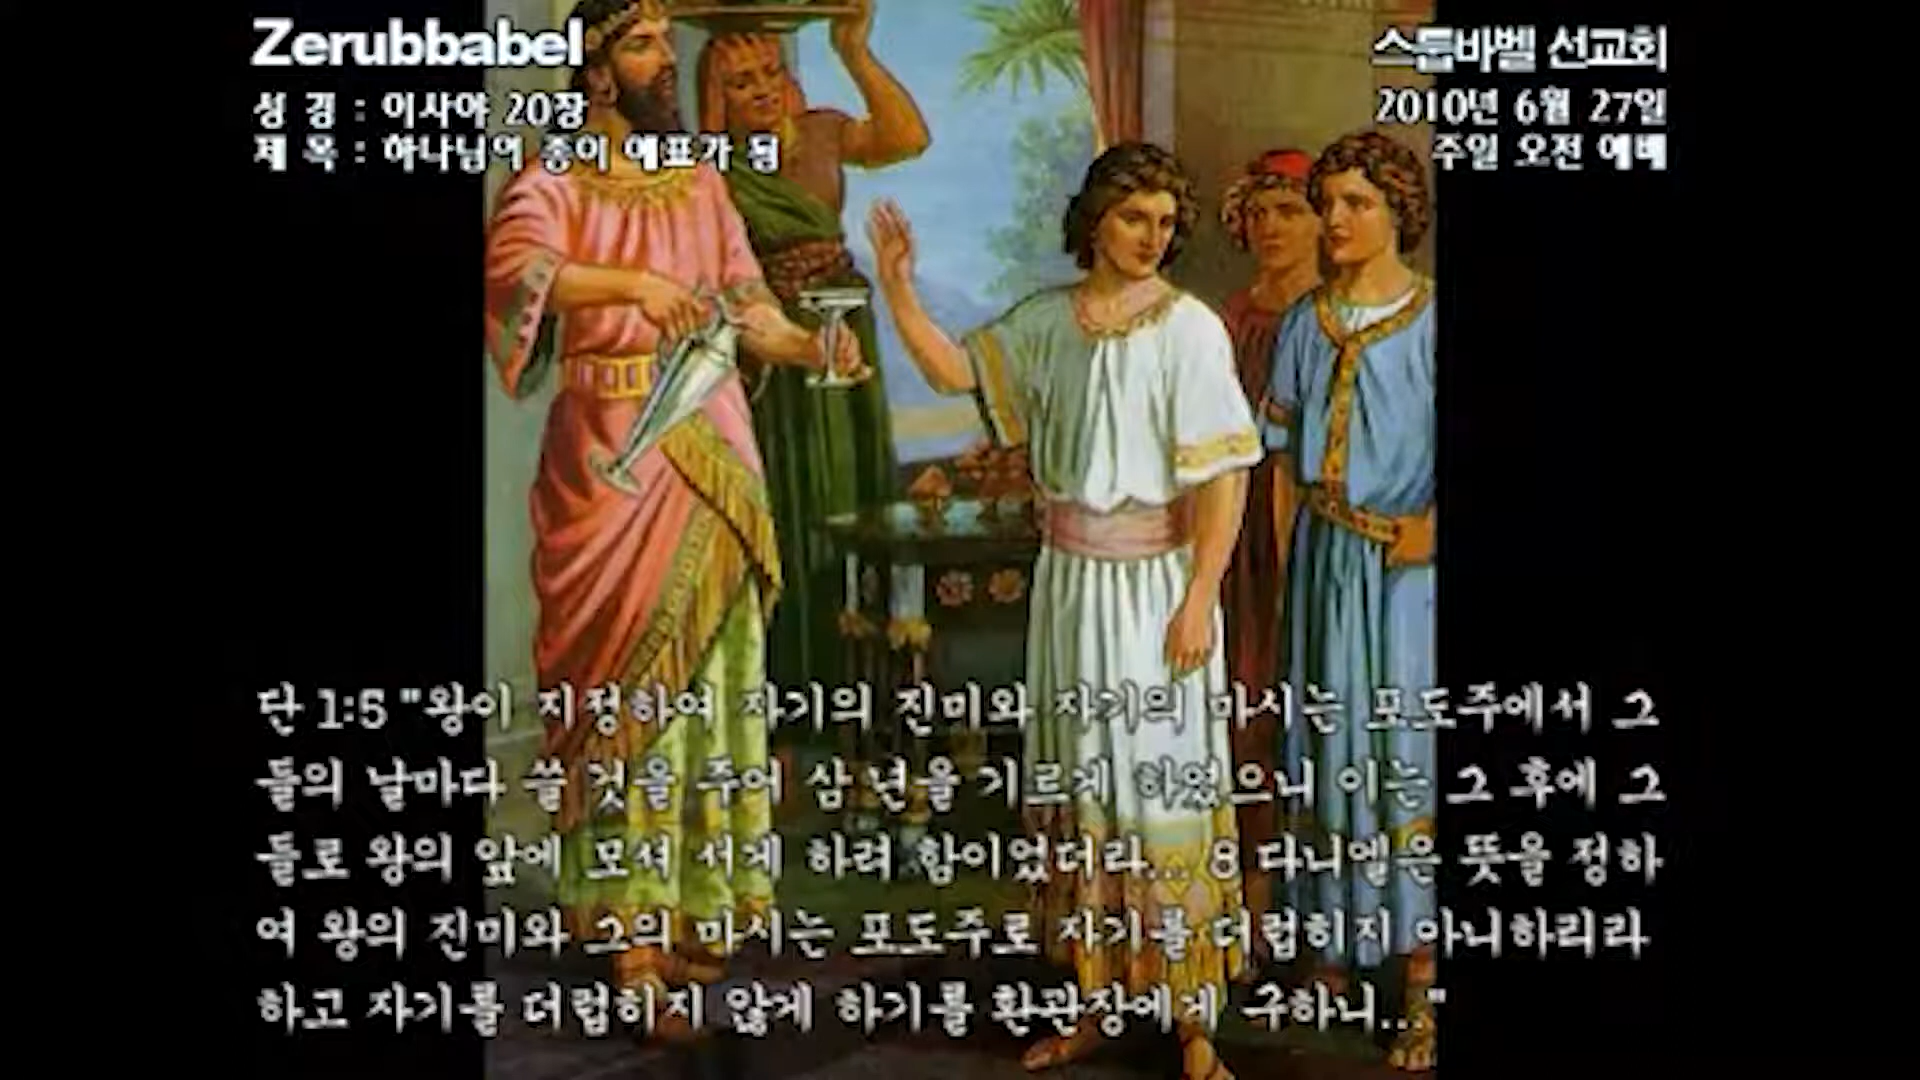 Zerubbabel
스룹바벨 선교회
성 경 : 이사야 20장
2010년 6월 27일
제 목 : 하나님의 종이 예표가 됨
주일 오전 예배
단 1:5 "왕이 지정하여 자기의 진미와 자기의 마시는 포도주에서 그
들의 날마다 쓸 것을 주어 삼 년을 기르게 하였으니 이는 그 후에 그
들로 왕의 앞에 모셔 서게 하려 함이었더라... 8 다니엘은 뜻을 정하
여 왕의 진미와 그의 마시는 포도주로 자기를 더럽히지 아니하리라
하고 자기를 더럽히지 않게 하기를 환관장에게 구하니..."